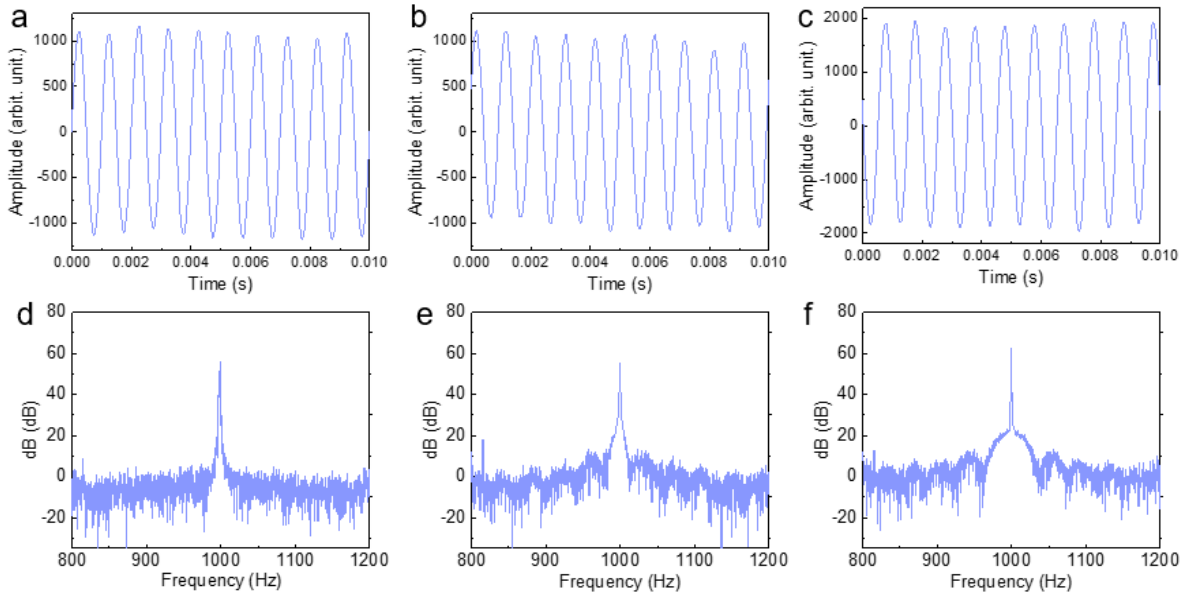 a
1000
500
0
-500
-1000
Amplitude (arbit. unit.)
0.000 0.002 0.004 0.006 0.008 0.010
Time (s)
b
1000
500
0
-500
-1000
Amplitude (arbit. unit.)
0.000 0.002 0.004 0.006 0.008 0.010
Time (s)
c
2000
1000
0
-1000
-2000
Amplitude (arbit. unit.)
0.000 0.002 0.004 0.006 0.008 0.010
Time (s)
d
80
60
40
20
0
-20
dB (dB)
800 900 1000 1100 1200
Frequency (Hz)
e
80
60
40
20
0
-20
dB (dB)
800 900 1000 1100 1200
Frequency (Hz)
f
80
60
40
20
0
-20
dB (dB)
800 900 1000 1100 1200
Frequency (Hz)